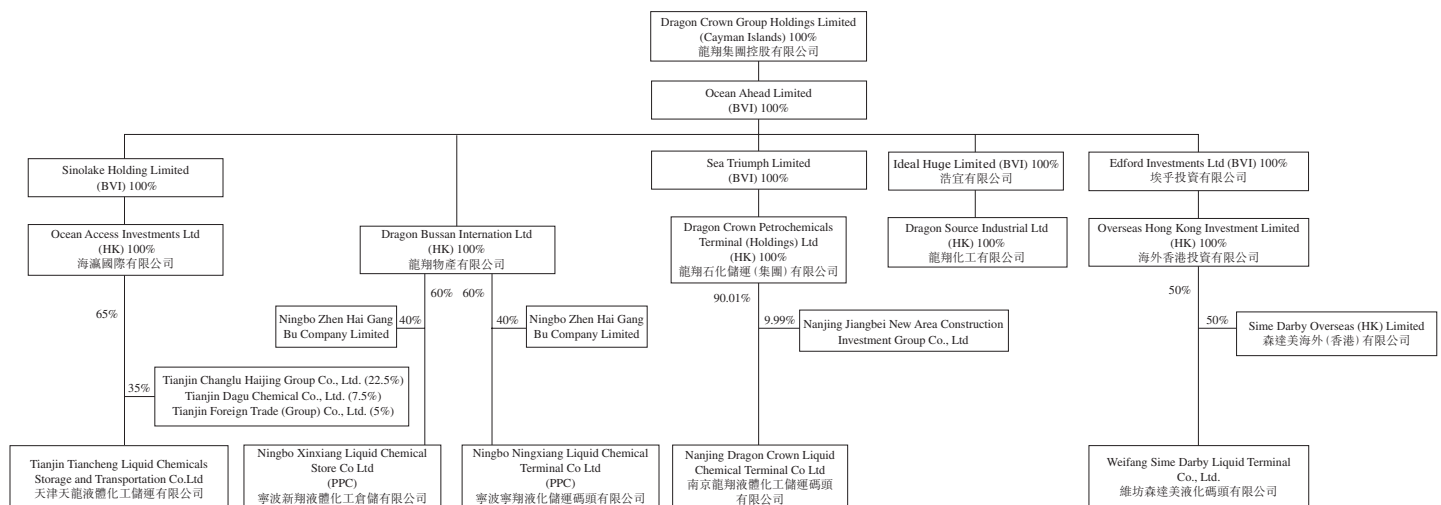 Dragon Crown Group Holdings Limited
(Cayman Islands) 100%
龍翔集團控股有限公司
Ocean Ahead Limited
(BVI) 100%
Sinolake Holding Limited
(BVI) 100%
Sea Triumph Limited
(BVI) 100%
Ideal Huge Limited (BVI) 100%
浩宜有限公司
Edford Investments Ltd (BVI) 100%
埃乎投資有限公司
Ocean Access Investments Ltd
(HK) 100%
海瀛國際有限公司
Dragon Bussan Internation Ltd
(HK) 100%
龍翔物產有限公司
Dragon Crown Petrochemicals
Terminal (Holdings) Ltd
(HK) 100%
龍翔石化儲運(集團)有限公司
Dragon Source Industrial Ltd
(HK) 100%
龍翔化工有限公司
Overseas Hong Kong Investment Limited
(HK) 100%
海外香港投資有限公司
65%
60%
60%
90.01%
50%
Ningbo Zhen Hai Gang
Bu Company Limited
40%
40%
Ningbo Zhen Hai Gang
Bu Company Limited
9.99%
Nanjing Jiangbei New Area Construction
Investment Group Co., Ltd
50%
Sime Darby Overseas (HK) Limited
森達美海外(香港)有限公司
35%
Tianjin Changlu Haijing Group Co., Ltd. (22.5%)
Tianjin Dagu Chemical Co., Ltd. (7.5%)
Tianjin Foreign Trade (Group) Co., Ltd. (5%)
Tianjin Tiancheng Liquid Chemicals
Storage and Transportation Co.Ltd
天津天龍液體化工儲運有限公司
Ningbo Xinxiang Liquid Chemical
Store Co Ltd
(PPC)
寧波新翔液體化工倉儲有限公司
Ningbo Ningxiang Liquid Chemical
Terminal Co Ltd
(PPC)
寧波寧翔液化儲運碼頭有限公司
Nanjing Dragon Crown Liquid
Chemical Terminal Co Ltd
南京龍翔液體化工儲運碼頭
有限公司
Weifang Sime Darby Liquid Terminal
Co., Ltd.
維坊森達美液化碼頭有限公司